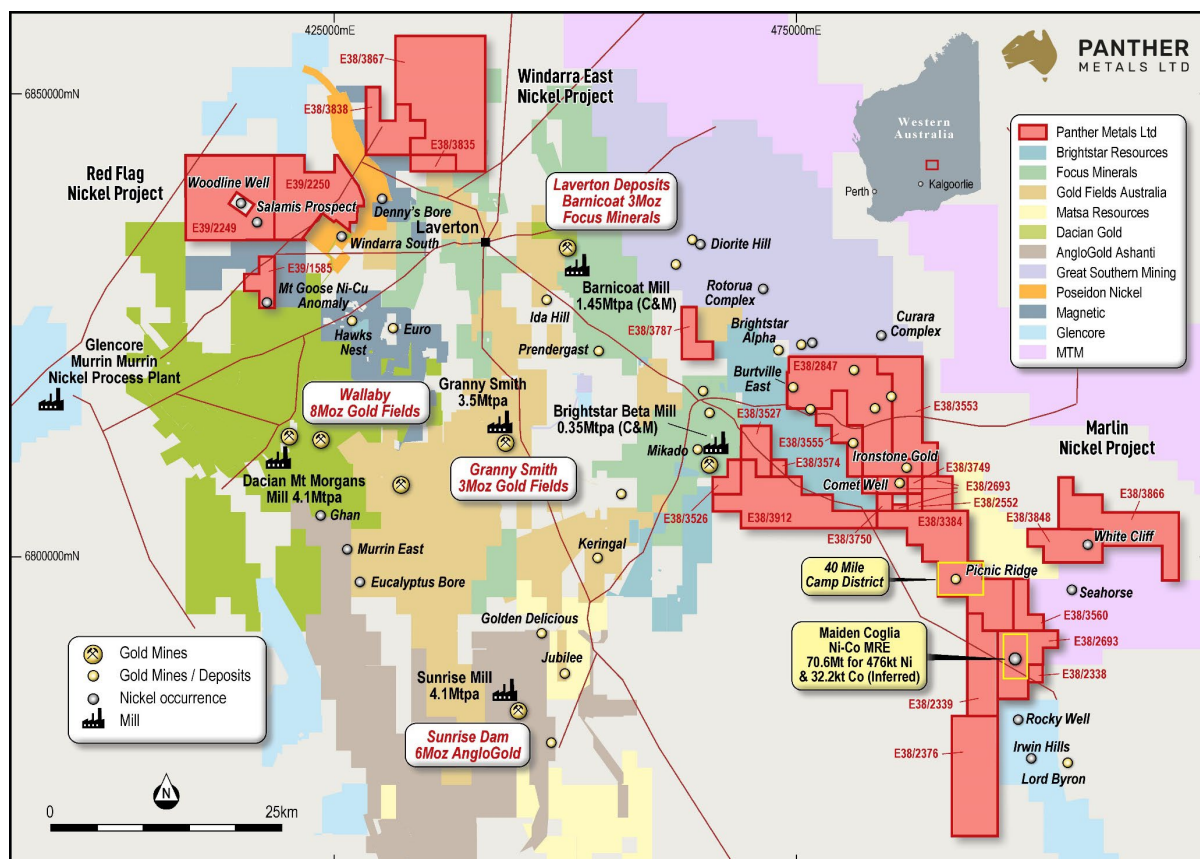 425000mE
475000mE
6850000mN
6800000mN
PANTHER
METALS LTD
Western
Australia
Perth
Kalgoorlie
Panther Metals Ltd
Brightstar Resources
Focus Minerals
Gold Fields Australia
Matsa Resources
Dacian Gold
AngloGold Ashanti
Great Southern Mining
Poseidon Nickel
Magnetic
Glencore
MTM
E38/3867
E38/3838
E38/3835
Windarra East
Nickel Project
Red Flag
Nickel Project
Woodline Well
E39/2250
Salamis Prospect
E39/2249
Denny's Bore
Laverton
Windarra South
Laverton Deposits
Barnicoat 3Moz
Focus Minerals
E39/1585
Mt Goose Ni-Cu
Anomaly
Barnicoat Mill
1.45Mtpa (C&M)
Diorite Hill
Rotorua
Complex
Ida Hill
Hawks
Nest
Euro
Prendergast
E38/3787
Brightstar
Alpha
Curara
Complex
Glencore
Murrin Murrin
Nickel Process Plant
Wallaby
8Moz Gold Fields
Granny Smith
3.5Mtpa
Burtville
East
E38/2847
E38/3553
Brightstar Beta Mill
0.35Mtpa (C&M)
E38/3527
E38/3555
Marlin
Nickel Project
Mikado
E38/3574
Ironstone Gold
Granny Smith
3Moz Gold Fields
Dacian Mt Morgans
Mill 4.1Mtpa
Comet Well
E38/3749
E38/2693
E38/2552
E38/3866
Ghan
E38/3526
E38/3912
E38/3750
E38/3384
E38/3848
White Cliff
Murrin East
Keringal
40 Mile
Camp District
Picnic Ridge
Eucalyptus Bore
Seahorse
Golden Delicious
E38/3560
E38/2693
Maiden Coglia
Ni-Co MRE
70.6Mt for 476kt Ni
& 32.2kt Co (Inferred)
Jubilee
E38/2338
Sunrise Mill
4.1Mtpa
E38/2339
Rocky Well
Sunrise Dam
6Moz AngloGold
E38/2376
Irwin Hills
Lord Byron
Gold Mines
Gold Mines / Deposits
Nickel occurrence
Mill
N
0
25km